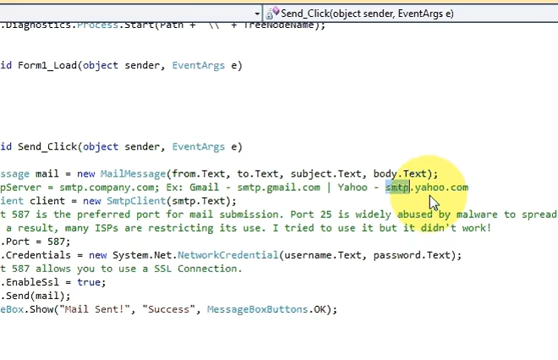 Send_Click(object sender, EventArgs e)
.Diagnostics.Process.Start(Path + "\\" + TreeNodeName);
id Form1_Load(object sender, EventArgs e)
id Send_Click(object sender, EventArgs e)
ssage mail = new MailMessage(from.Text, to.Text, subject.Text, body.Text);
pServer = smtp.company.com; Ex: Gmail - smtp.gmail.com | Yahoo - smtp.yahoo.com
ient client = new SmtpClient(smtp.Text);
t 587 is the preferred port for mail submission. Port 25 is widely abused by malware to spread
a result, many ISPs are restricting its use. I tried to use it but it didn't work!
.Port = 587;
.Credentials = new System.Net.NetworkCredential(username.Text, password.Text);
t 587 allows you to use a SSL Connection.
.EnableSsl = true;
.Send(mail);
eBox.Show("Mail Sent!", "Success", MessageBoxButtons.OK);